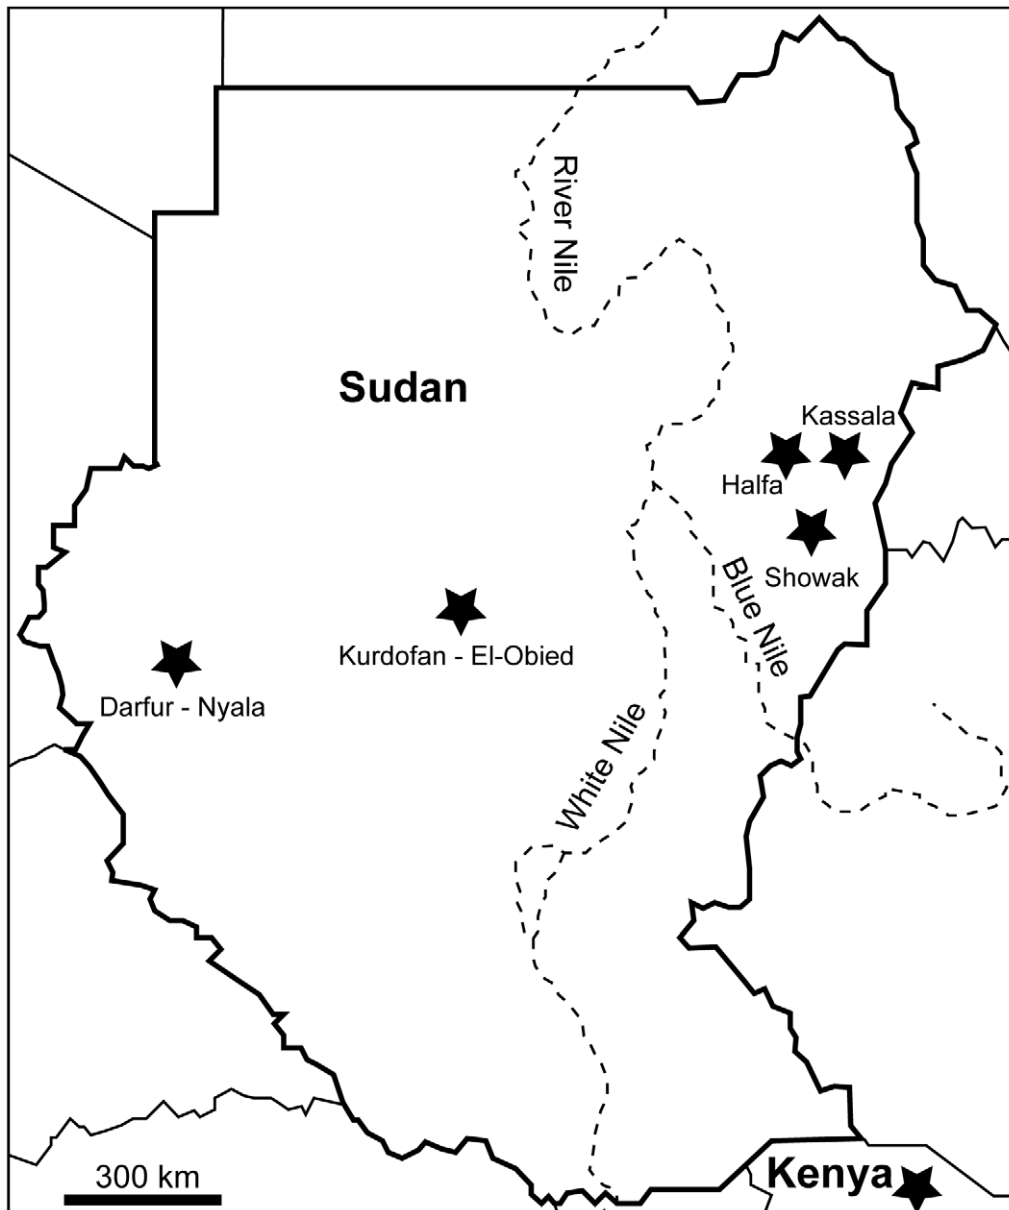 River Nile
Sudan
Kassala
Halfa
Showak
Blue Nile
Kurdofan - El-Obied
Darfur - Nyala
White Nile
300 km
Kenya